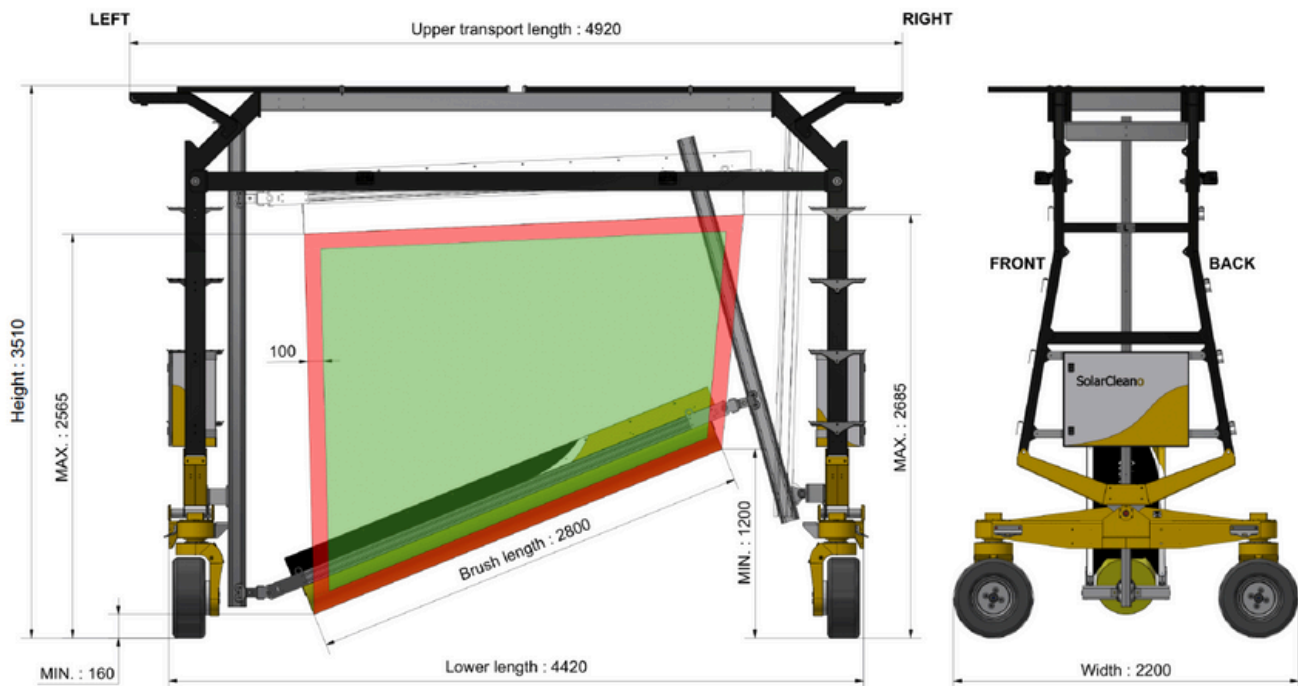 LEFT
RIGHT
Upper transport length : 4920
Height : 3510
MAX. : 2565
100
FRONT
BACK
SolarCleano
MAX. : 2685
Brush length : 2800
MIN. : 1200
MIN. : 160
Lower length : 4420
Width : 2200